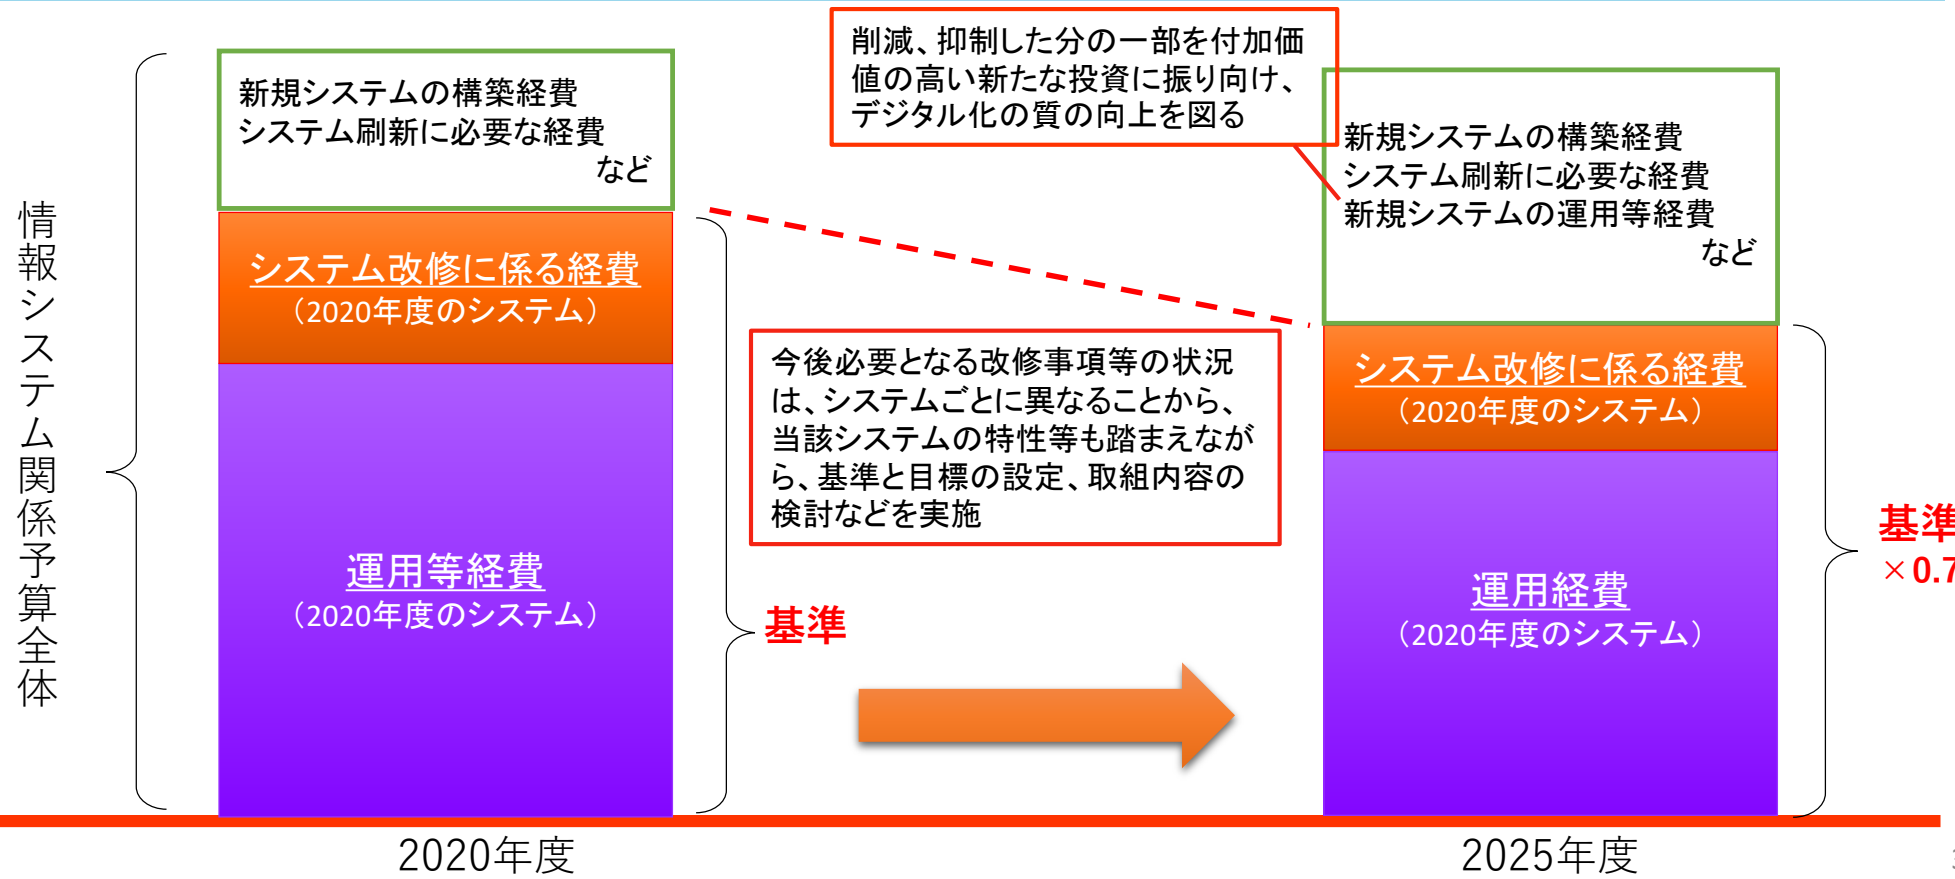 情報システム関係予算全体
新規システムの構築経費
システム刷新に必要な経費
など
システム改修に係る経費
（2020年度のシステム）
運用等経費
（2020年度のシステム）
基準
2020年度
削減、抑制した分の一部を付加価
値の高い新たな投資に振り向け、
デジタル化の質の向上を図る
今後必要となる改修事項等の状況
は、システムごとに異なることから、
当該システムの特性等も踏まえなが
ら、基準と目標の設定、取組内容の
検討などを実施
新規システムの構築経費
システム刷新に必要な経費
新規システムの運用等経費
など
システム改修に係る経費
（2020年度のシステム）
運用経費
（2020年度のシステム）
基準
×0.7
2025年度